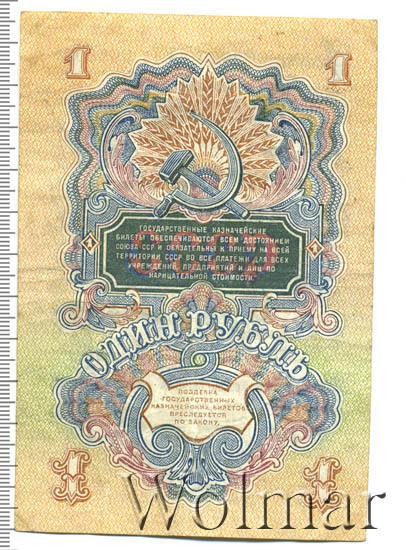 1 1
ГОСУДАРСТВЕННЫЕ КАЗНАЧЕЙСКИЕ
БИЛЕТЫ ОБЕСПЕЧИВАЮТСЯ ВСЕМ ДОСТОЯНИЕМ
СОЮЗА ССР И ОБЯЗАТЕЛЬНЫ К ПРИЕМУ НА ВСЕЙ
ТЕРРИТОРИИ СССР ВО ВСЕ ПЛАТЕЖИ ДЛЯ ВСЕХ
УЧРЕЖДЕНИЙ, ПРЕДПРИЯТИЙ И ЛИЦ ПО
НАРИЦАТЕЛЬНОЙ СТОИМОСТИ.
1 1
ОДИН РУБЛЬ
ПОДДЕЛКА
ГОСУДАРСТВЕННЫХ
КАЗНАЧЕЙСКИХ БИЛЕТОВ
ПРЕСЛЕДУЕТСЯ
ПО ЗАКОНУ.
1 1
Wolmar